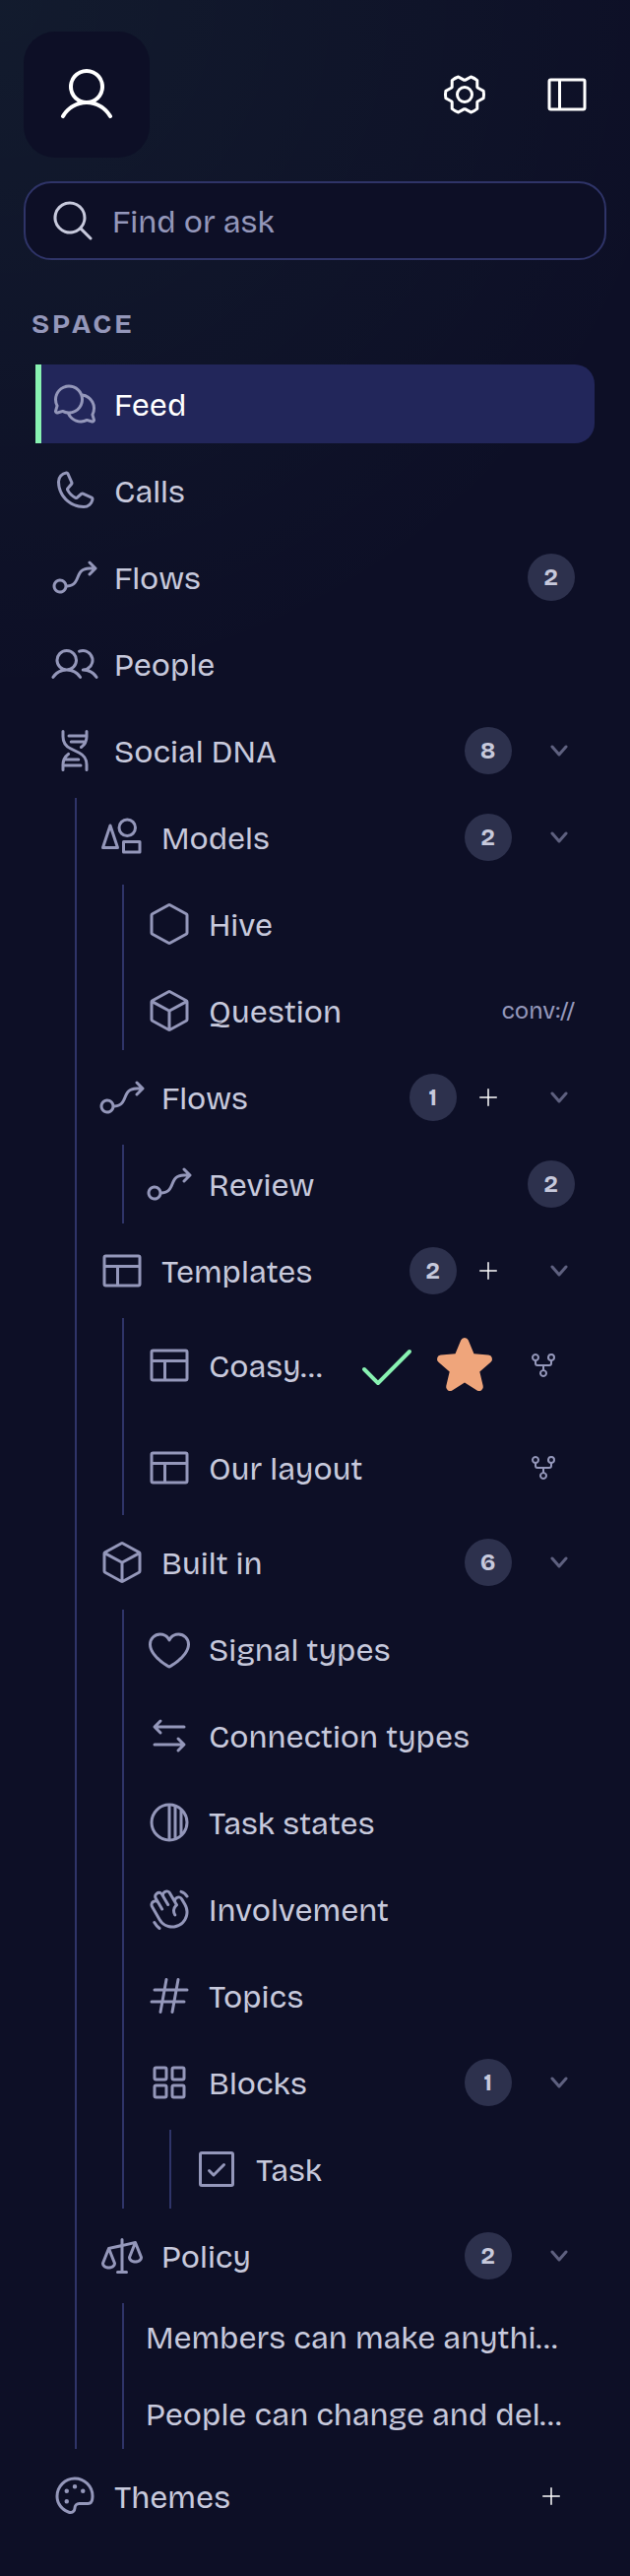 Find or ask
SPACE
Feed
Calls
Flows 2
People
Social DNA 8
Models 2
Hive
Question conv://
Flows 1 +
Review 2
Templates 2 +
Coasy...
Our layout
Built in 6
Signal types
Connection types
Task states
Involvement
Topics
Blocks 1
Task
Policy 2
Members can make anythi...
People can change and del...
Themes +